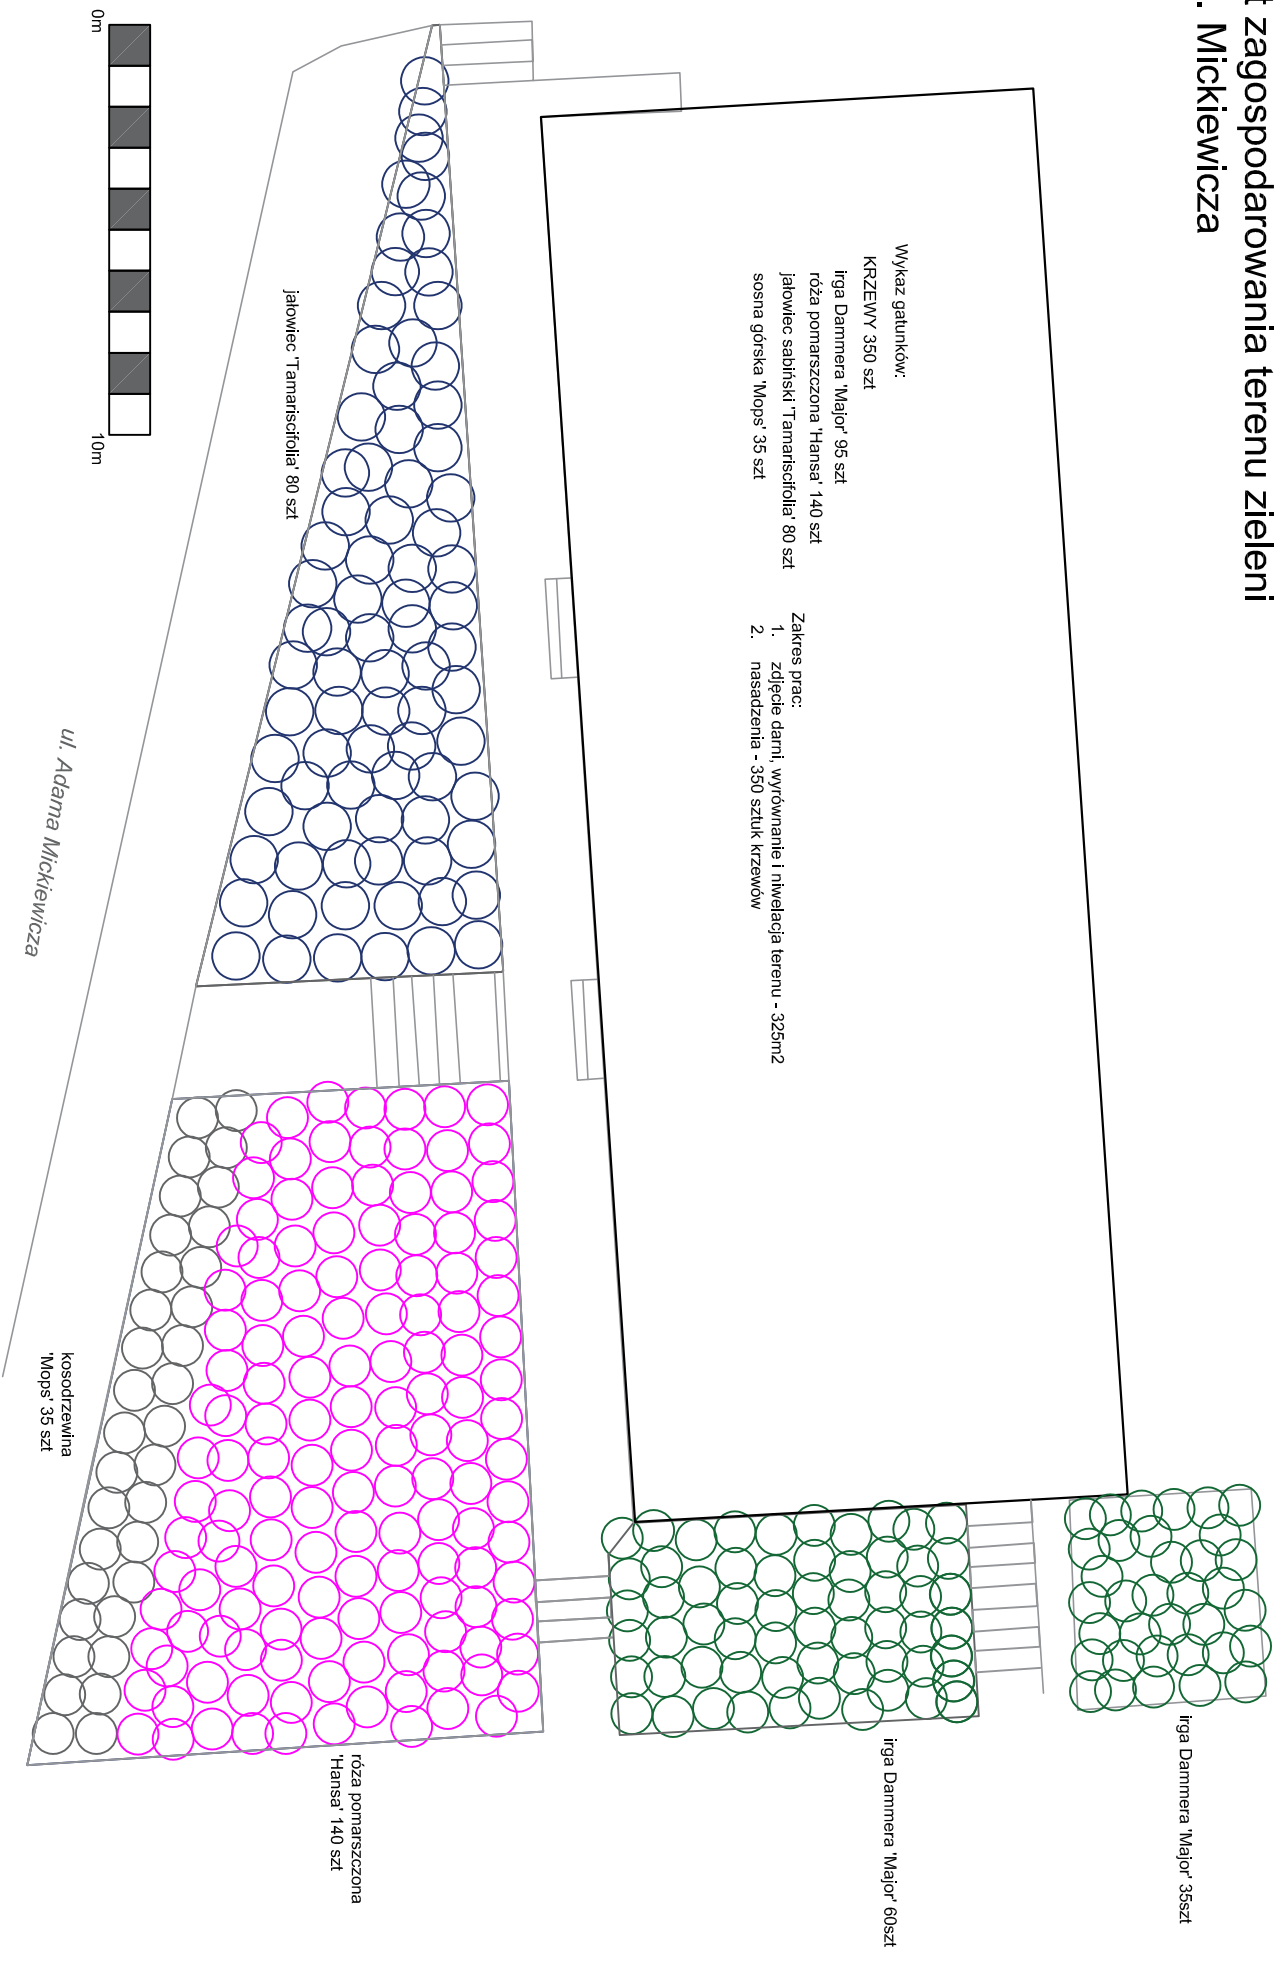 t zagospodarowania terenu zieleni
. Mickiewicza
Wykaz gatunków:
KRZEWY 350 szt
irga Dammera 'Major' 95 szt
róża pomarszczona 'Hansa' 140 szt
jałowiec sabiński 'Tamariscifolia' 80 szt
sosna górska 'Mops' 35 szt
Zakres prac:
1. zdjęcie darni, wyrównanie i niwelacja terenu - 325m2
2. nasadzenia - 350 sztuk krzewów
irga Dammera 'Major' 35szt
irga Dammera 'Major' 60szt
róża pomarszczona
'Hansa' 140 szt
jałowiec 'Tamariscifolia' 80 szt
kosodrzewina
'Mops' 35 szt
ul. Adama Mickiewicza
0m
10m